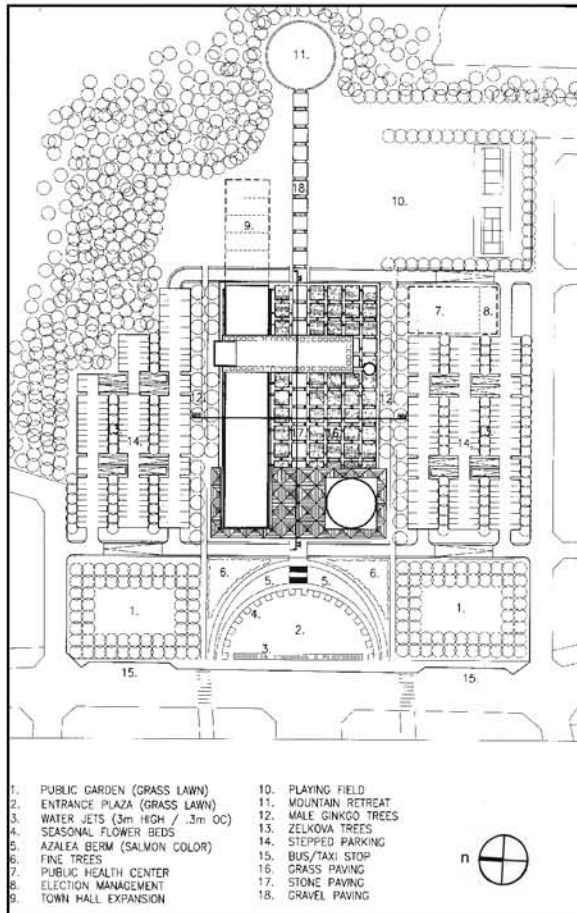 11.
18.
10.
9.
7.
8.
12.
12.
14.
17.
16.
14.
6.
6.
5.
5.
4.
1.
2.
1.
3.
15.
15.
1. PUBLIC GARDEN (GRASS LAWN)
2. ENTRANCE PLAZA (GRASS LAWN)
3. WATER JETS (3m HIGH / .3m OC)
4. SEASONAL FLOWER BEDS
5. AZALEA BERM (SALMON COLOR)
6. FINE TREES
7. PUBLIC HEALTH CENTER
8. ELECTION MANAGEMENT
9. TOWN HALL EXPANSION
10. PLAYING FIELD
11. MOUNTAIN RETREAT
12. MALE GINKGO TREES
13. ZELKOVA TREES
14. STEPPED PARKING
15. BUS/TAXI STOP
16. GRASS PAVING
17. STONE PAVING
18. GRAVEL PAVING
n